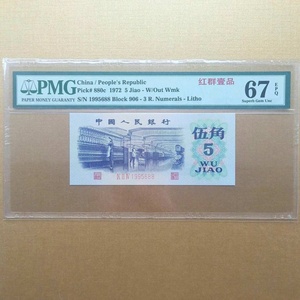 PMG
PAPER MONEY GUARANTY
China / People's Republic
Pick# 880c 1972 5 Jiao - W/Out Wmk
S/N 1995688 Block 906 - 3 R. Numerals - Litho
红群壹品
67 EPQ
Superb Gem Unc
中国人民银行
伍角
5
WU
JIAO
1995688